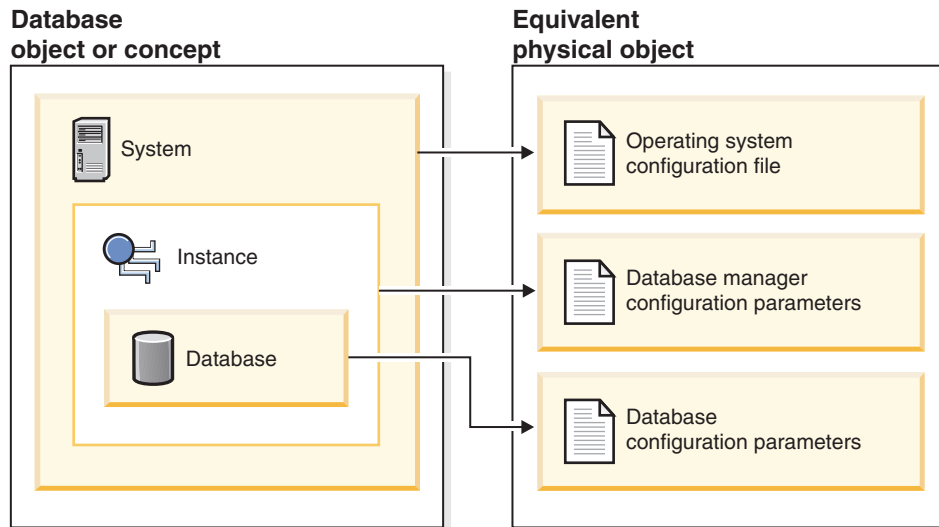 Database
object or concept
Equivalent
physical object
System
Instance
Database
Operating system
configuration file
Database manager
configuration parameters
Database
configuration parameters